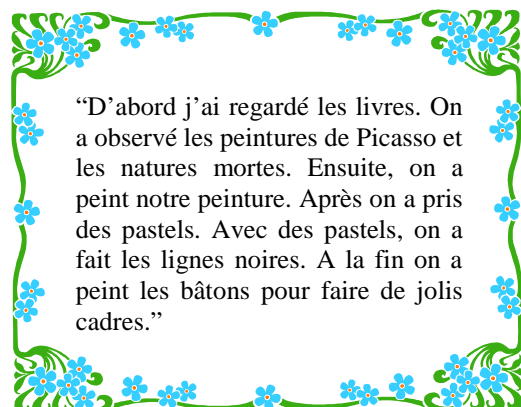 “D’abord j’ai regardé les livres. On
a observé les peintures de Picasso et
les natures mortes. Ensuite, on a
peint notre peinture. Après on a pris
des pastels. Avec des pastels, on a
fait les lignes noires. A la fin on a
peint les bâtons pour faire de jolis
cadres.”